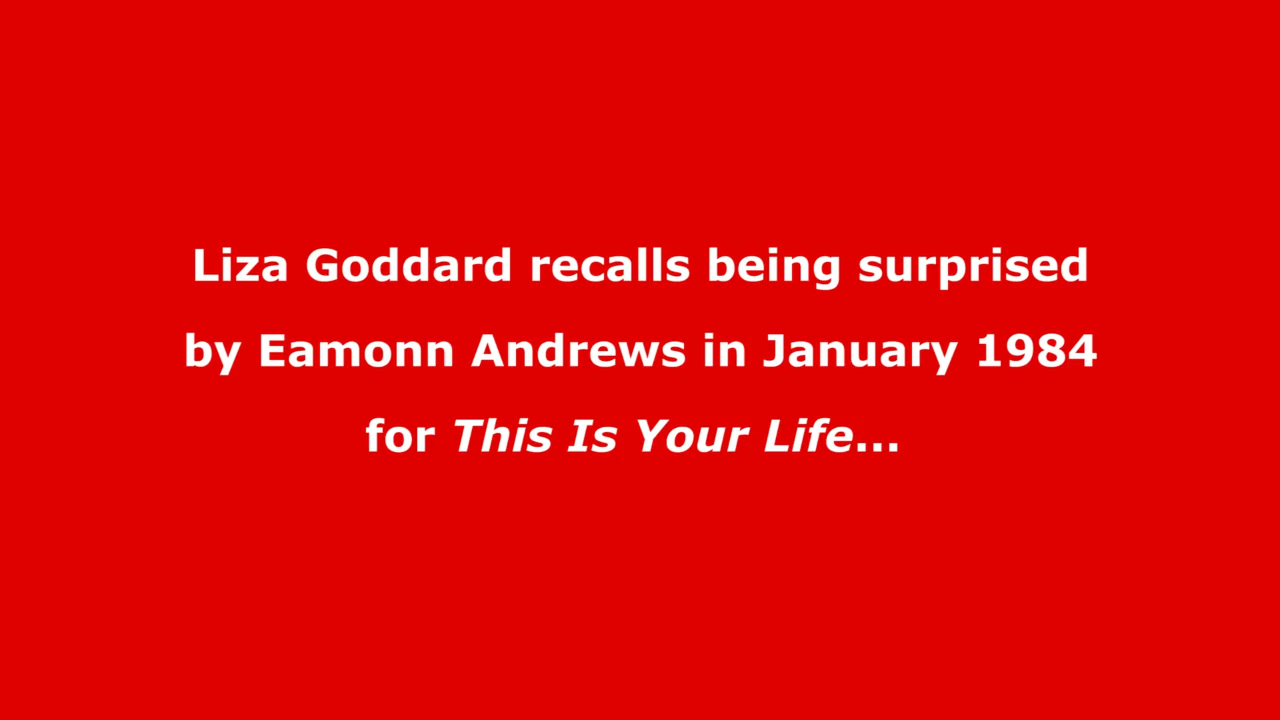 Liza Goddard recalls being surprised
by Eamonn Andrews in January 1984
for This Is Your Life...